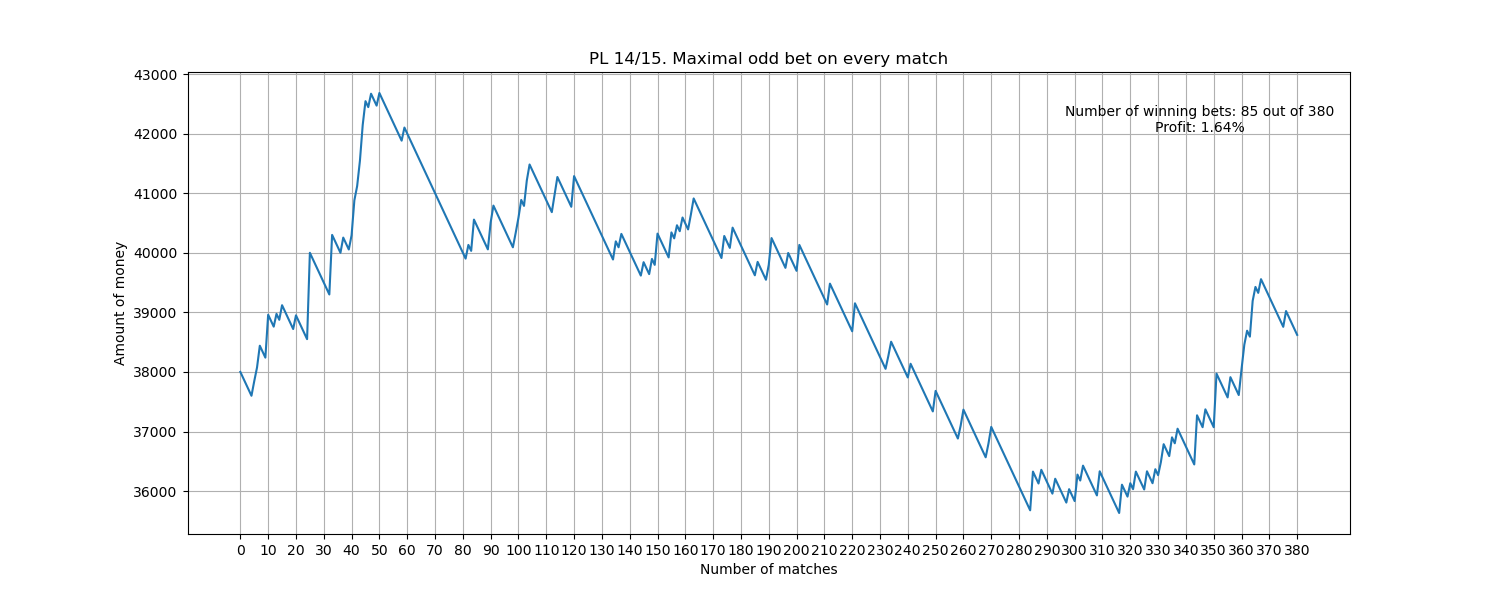 PL 14/15. Maximal odd bet on every match
Number of winning bets: 85 out of 380
Profit: 1.64%
Amount of money
43000
42000
41000
40000
39000
38000
37000
36000
0 10 20 30 40 50 60 70 80 90 100 110 120 130 140 150 160 170 180 190 200 210 220 230 240 250 260 270 280 290 300 310 320 330 340 350 360 370 380
Number of matches